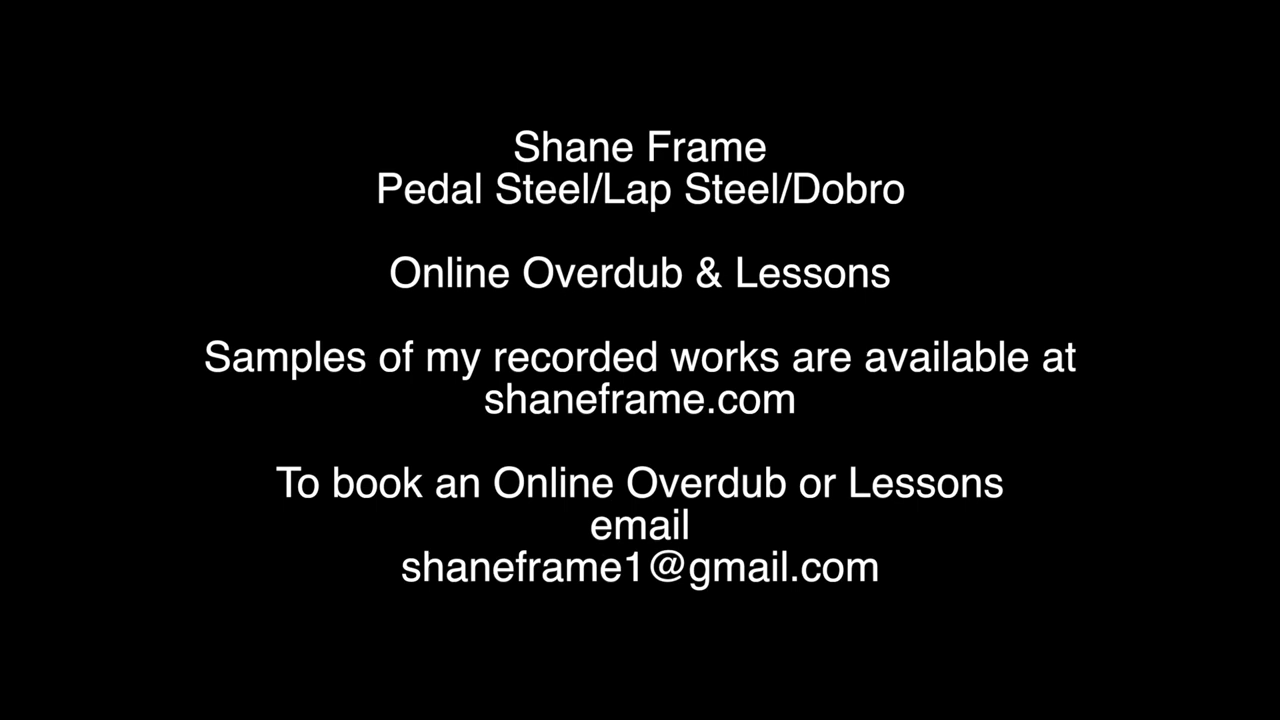 Shane Frame
Pedal Steel/Lap Steel/Dobro
Online Overdub & Lessons
Samples of my recorded works are available at
shaneframe.com
To book an Online Overdub or Lessons
email
shaneframe1@gmail.com